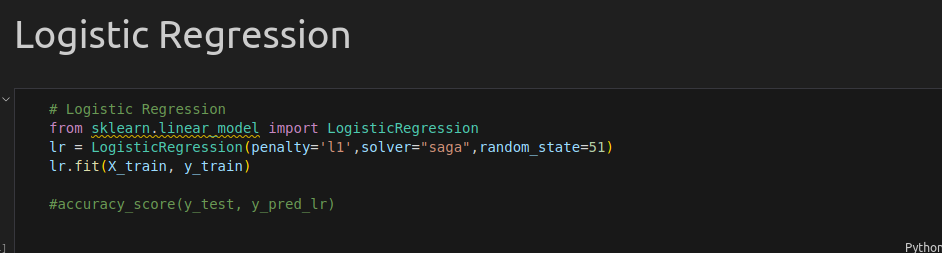 Logistic Regression
# Logistic Regression
from sklearn.linear_model import LogisticRegression
lr = LogisticRegression(penalty='l1',solver="saga",random_state=51)
lr.fit(X_train, y_train)
#accuracy_score(y_test, y_pred_lr)
]
Python